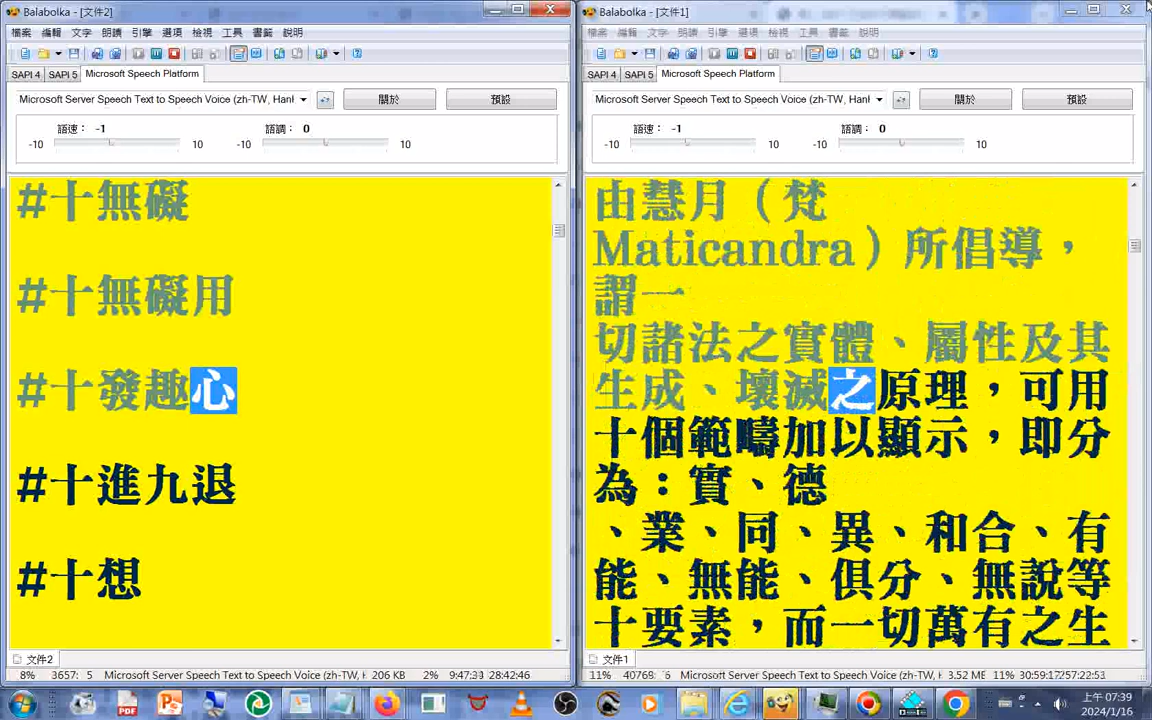 Balabolka - [文件2]
檔案 編輯 文字 朗讀 引擎 選項 檢視 工具 書籤 說明
SAPI 4 SAPI 5 Microsoft Speech Platform
Microsoft Server Speech Text to Speech Voice (zh-TW, Hanl
關於 預設
語速： -1 語調： 0
-10 10 -10 10
#十無礙
#十無礙用
#十發趣心
#十進九退
#十想
文件2
8% 3657: 5 Microsoft Server Speech Text to Speech Voice (zh-TW, 206 KB 2% 9:47:33 28:42:46
Balabolka - [文件1]
檔案 編輯 文字 朗讀 引擎 選項 檢視 工具 書籤 說明
SAPI 4 SAPI 5 Microsoft Speech Platform
Microsoft Server Speech Text to Speech Voice (zh-TW, Hanl
關於 預設
語速： -1 語調： 0
-10 10 -10 10
由慧月（梵
Maticandra）所倡導，
謂一
切諸法之實體、屬性及其
生成、壞滅之原理，可用
十個範疇加以顯示，即分
為：實、德
、業、同、異、和合、有
能、無能、俱分、無說等
十要素，而一切萬有之生
文件1
11% 40768: Microsoft Server Speech Text to Speech Voice (zh-TW, 3.52 MB 11% 30:59:17 257:22:53
上午 07:39
2024/1/16